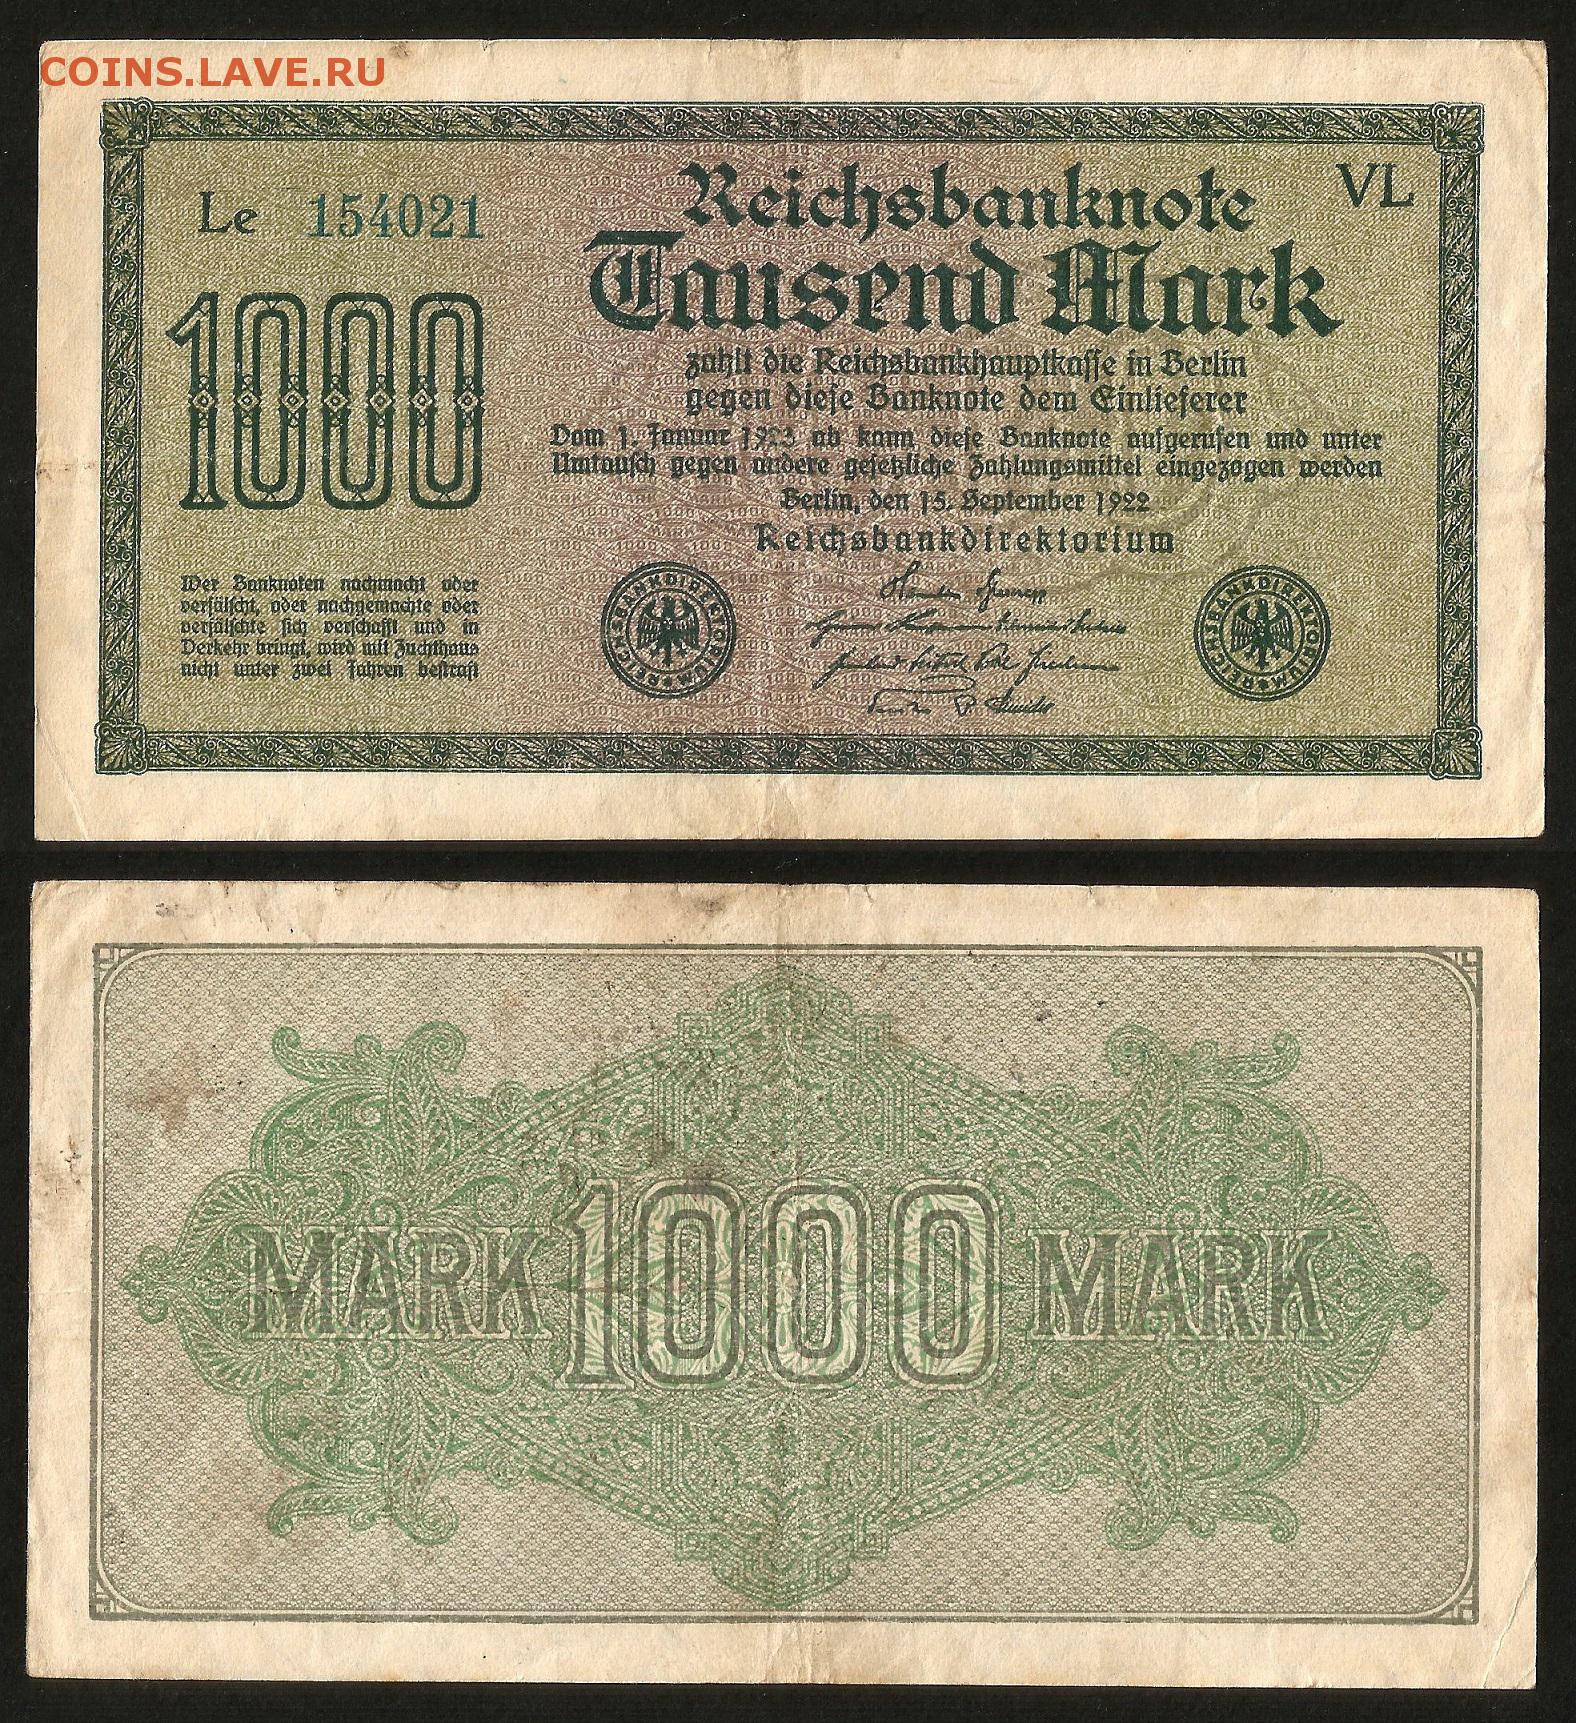 COINS.LAVE.RU
Le 154021
VL
Reichsbanknote
Tausend Mark
1000
zahlt die Reichsbankhauptkasse in Berlin
gegen diese Banknote dem Einlieferer
Vom 1. Januar 1923 ab kann diese Banknote aufgerufen und unter
Umtausch gegen andere gesetzliche Zahlungsmittel eingezogen werden
Berlin, den 15. September 1922
Reichsbankdirektorium
Wer Banknoten nachmacht oder
verfälscht, oder nachgemachte oder
verfälschte sich verschafft und in
Verkehr bringt, wird mit Zuchthaus
nicht unter zwei Jahren bestraft
REICHSBANKDIREKTORIUM
REICHSBANKDIREKTORIUM
MARK 1000 MARK